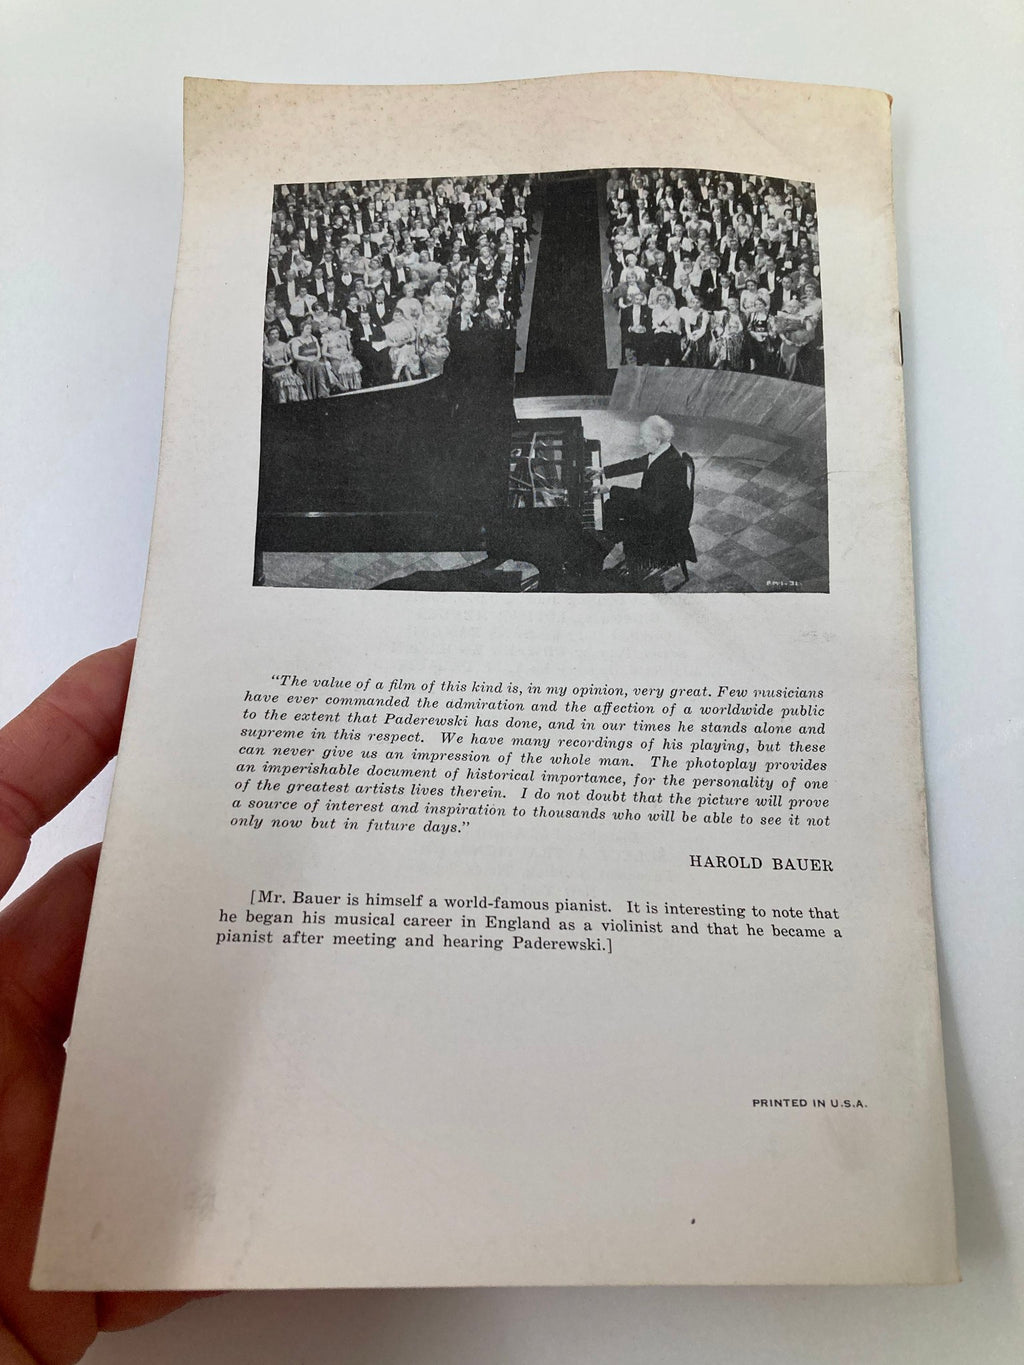 "The value of a film of this kind is, in my opinion, very great. Few musicians
have ever commanded the admiration and the affection of a worldwide public
to the extent that Paderewski has done, and in our times he stands alone and
supreme in this respect. We have many recordings of his playing, but these
can never give us an impression of the whole man. The photoplay provides
an imperishable document of historical importance, for the personality of one
of the greatest artists lives therein. I do not doubt that the picture will prove
a source of interest and inspiration to thousands who will be able to see it not
only now but in future days."
HAROLD BAUER
[Mr. Bauer is himself a world-famous pianist. It is interesting to note that
he began his musical career in England as a violinist and that he became a
pianist after meeting and hearing Paderewski.]
PRINTED IN U.S.A.